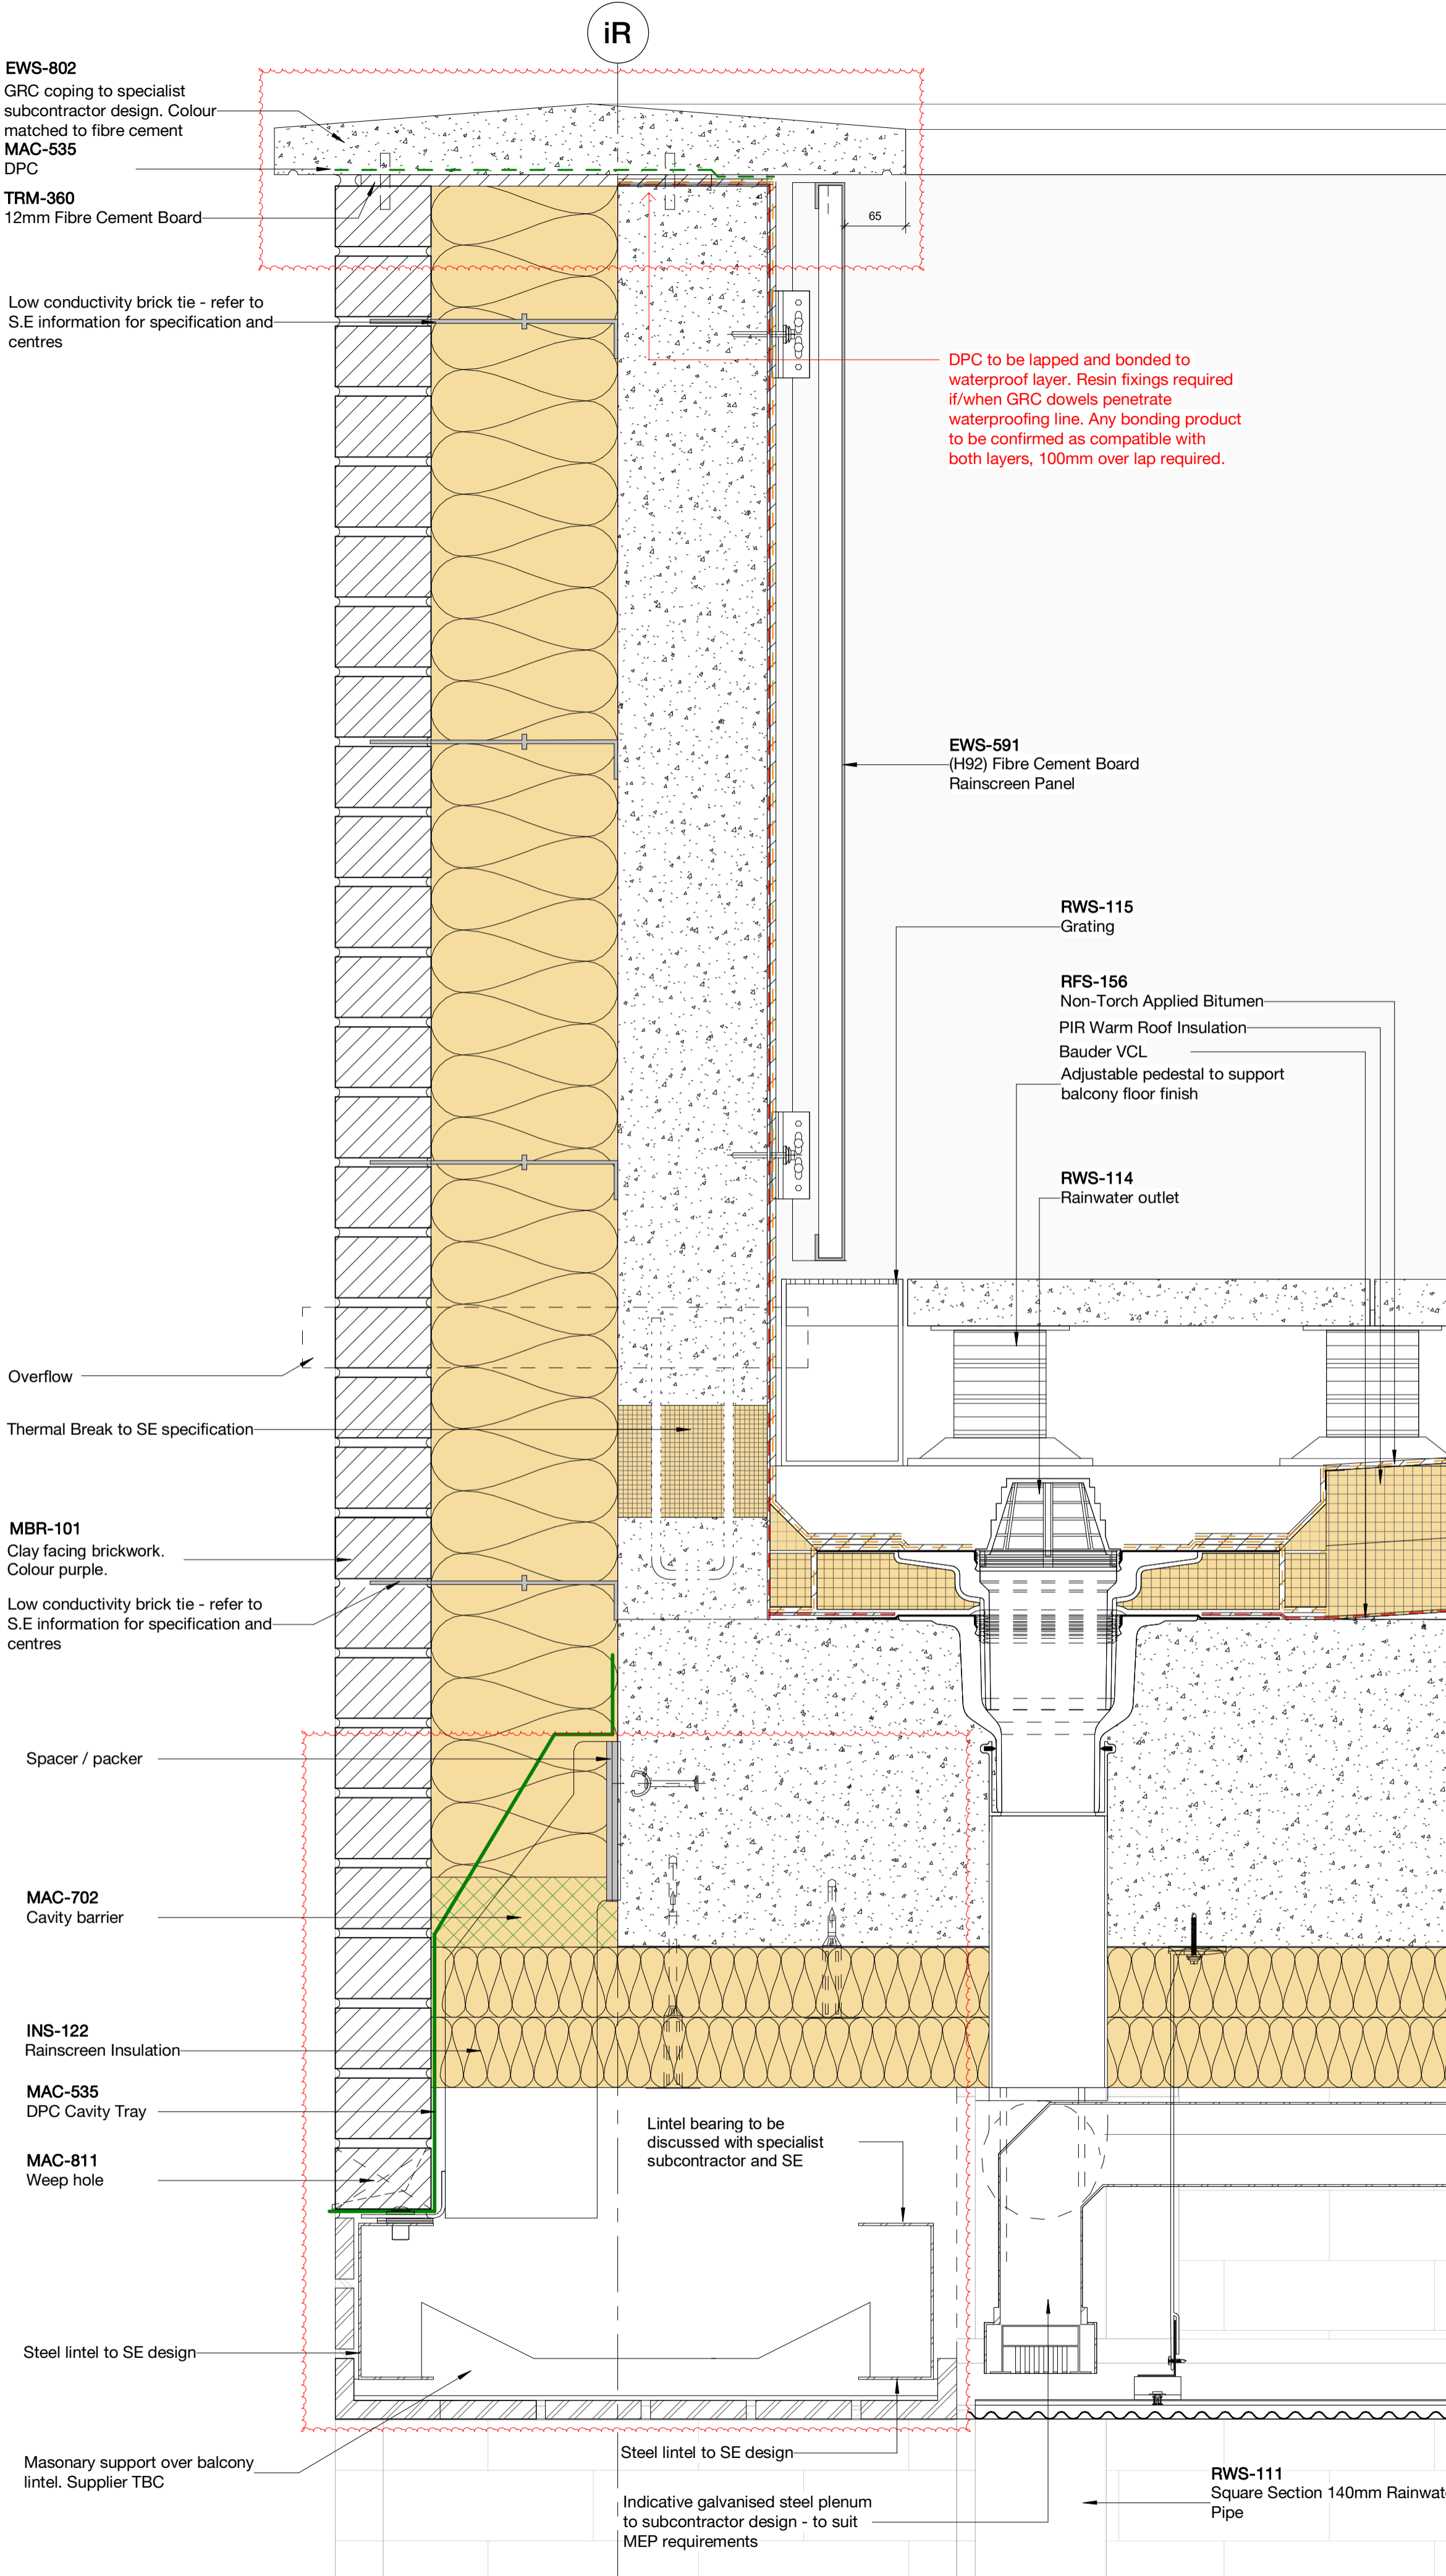 iR
EWS-802
GRC coping to specialist
subcontractor design. Colour
matched to fibre cement
MAC-535
DPC
TRM-360
12mm Fibre Cement Board
65
Low conductivity brick tie - refer to
S.E information for specification and
centres
DPC to be lapped and bonded to
waterproof layer. Resin fixings required
if/when GRC dowels penetrate
waterproofing line. Any bonding product
to be confirmed as compatible with
both layers, 100mm over lap required.
EWS-591
(H92) Fibre Cement Board
Rainscreen Panel
RWS-115
Grating
RFS-156
Non-Torch Applied Bitumen
PIR Warm Roof Insulation
Bauder VCL
Adjustable pedestal to support
balcony floor finish
RWS-114
Rainwater outlet
Overflow
Thermal Break to SE specification
MBR-101
Clay facing brickwork.
Colour purple.
Low conductivity brick tie - refer to
S.E information for specification and
centres
Spacer / packer
MAC-702
Cavity barrier
INS-122
Rainscreen Insulation
MAC-535
DPC Cavity Tray
MAC-811
Weep hole
Lintel bearing to be
discussed with specialist
subcontractor and SE
Steel lintel to SE design
Masonary support over balcony
lintel. Supplier TBC
Steel lintel to SE design
Indicative galvanised steel plenum
to subcontractor design - to suit
MEP requirements
RWS-111
Square Section 140mm Rainwat
Pipe